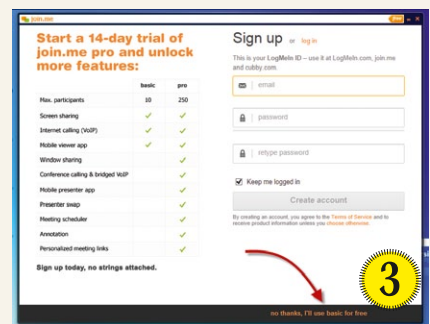 join.me
Pro
Start a 14-day trial of
join.me pro and unlock
more features:
basic pro
Max. participants 10 250
Screen sharing ✓ ✓
Internet calling (VoIP) ✓ ✓
Mobile viewer app ✓ ✓
Window sharing ✓
Conference calling & bridged VoIP ✓
Mobile presenter app ✓
Presenter swap ✓
Meeting scheduler ✓
Annotation ✓
Personalized meeting links ✓
Sign up today, no strings attached.
Sign up or log in
This is your LogMeIn ID – use it at LogMeIn.com, join.me
and cubby.com.
email
password
retype password
Keep me logged in
Create account
By creating an account, you agree to the Terms of Service and to
receive product information unless you choose otherwise.
3
no thanks, I'll use basic for free